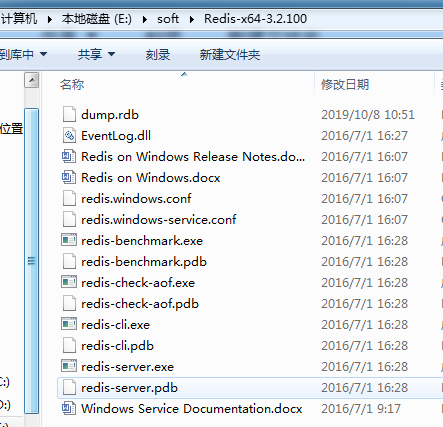 计算机 ▸ 本地磁盘 (E:) ▸ soft ▸ Redis-x64-3.2.100
到库中 共享 刻录 新建文件夹
名称 修改日期
dump.rdb 2019/10/8 10:51
EventLog.dll 2016/7/1 16:27
位置 Redis on Windows Release Notes.do... 2016/7/1 16:07
Redis on Windows.docx 2016/7/1 16:07
redis.windows.conf 2016/7/1 16:07
redis.windows-service.conf 2016/7/1 16:07
redis-benchmark.exe 2016/7/1 16:28
redis-benchmark.pdb 2016/7/1 16:28
redis-check-aof.exe 2016/7/1 16:28
redis-check-aof.pdb 2016/7/1 16:28
redis-cli.exe 2016/7/1 16:28
redis-cli.pdb 2016/7/1 16:28
redis-server.exe 2016/7/1 16:28
C:) redis-server.pdb 2016/7/1 16:28
D:) Windows Service Documentation.docx 2016/7/1 9:17